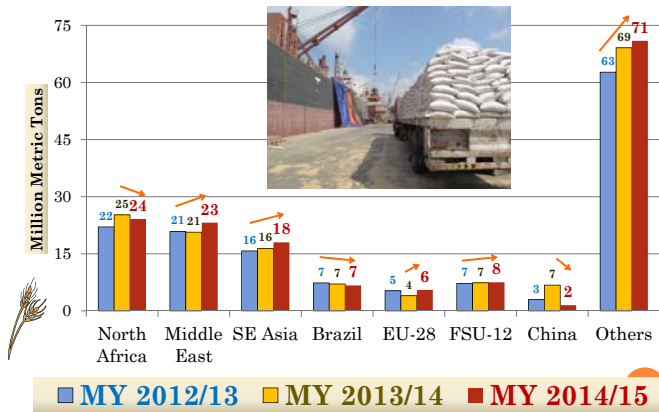 Million Metric Tons
75
60
45
30
15
0
22 25 24
21 21 23
16 16 18
7 7 7
5 4 6
7 7 8
3 7 2
63 69 71
North Africa
Middle East
SE Asia
Brazil
EU-28
FSU-12
China
Others
MY 2012/13 MY 2013/14 MY 2014/15